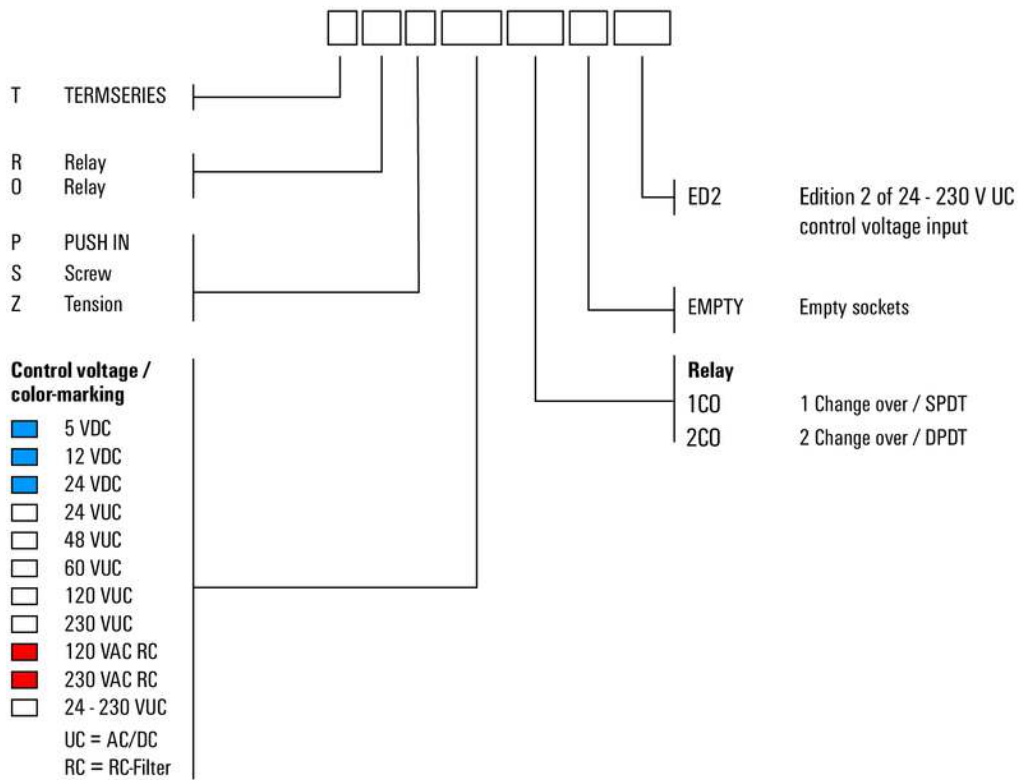 T TERMSERIES
R Relay
O Relay
P PUSH IN
S Screw
Z Tension
Control voltage /
color-marking
5 VDC
12 VDC
24 VDC
24 VUC
48 VUC
60 VUC
120 VUC
230 VUC
120 VAC RC
230 VAC RC
24 - 230 VUC
UC = AC/DC
RC = RC-Filter
ED2 Edition 2 of 24 - 230 V UC
control voltage input
EMPTY Empty sockets
Relay
1CO 1 Change over / SPDT
2CO 2 Change over / DPDT